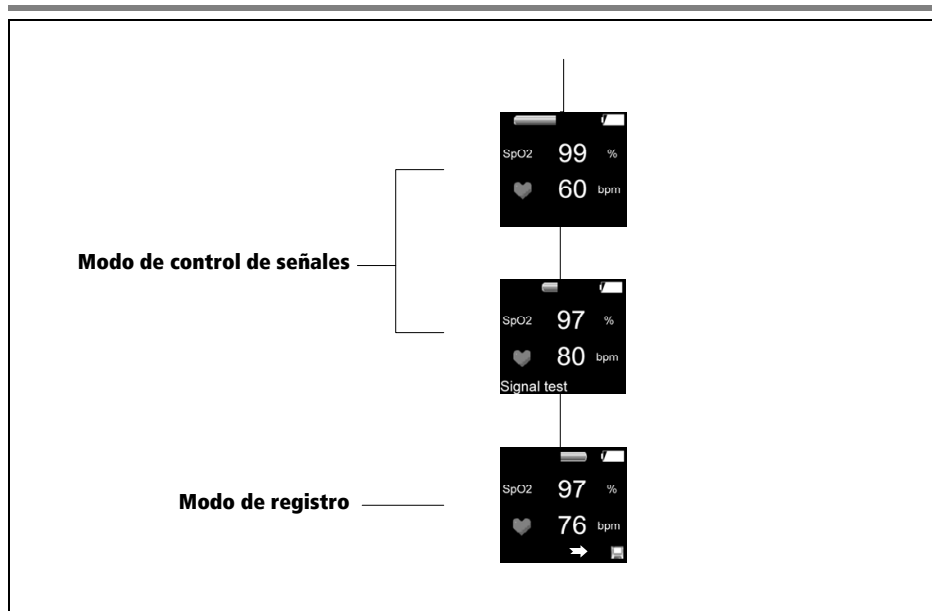 SpO2 99 %
60 bpm
Modo de control de señales
SpO2 97 %
80 bpm
Signal test
SpO2 97 %
Modo de registro
76 bpm